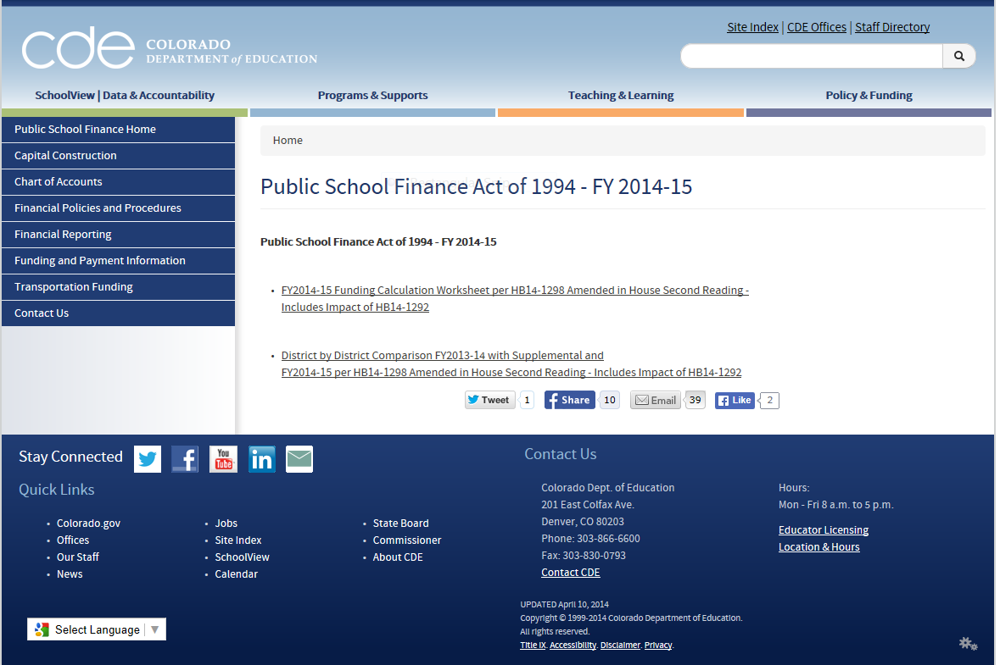 Site Index | CDE Offices | Staff Directory
cde COLORADO
DEPARTMENT of EDUCATION
SchoolView | Data & Accountability
Programs & Supports
Teaching & Learning
Policy & Funding
Public School Finance Home
Capital Construction
Chart of Accounts
Financial Policies and Procedures
Financial Reporting
Funding and Payment Information
Transportation Funding
Contact Us
Home
Public School Finance Act of 1994 - FY 2014-15
Public School Finance Act of 1994 - FY 2014-15
• FY2014-15 Funding Calculation Worksheet per HB14-1298 Amended in House Second Reading -
Includes Impact of HB14-1292
• District by District Comparison FY2013-14 with Supplemental and
FY2014-15 per HB14-1298 Amended in House Second Reading - Includes Impact of HB14-1292
Tweet 1 Share 10 Email 39 Like 2
Stay Connected
You
Tube
in
Quick Links
• Colorado.gov
• Offices
• Our Staff
• News
• Jobs
• Site Index
• SchoolView
• Calendar
• State Board
• Commissioner
• About CDE
Select Language ▼
Contact Us
Colorado Dept. of Education
201 East Colfax Ave.
Denver, CO 80203
Phone: 303-866-6600
Fax: 303-830-0793
Contact CDE
Hours:
Mon - Fri 8 a.m. to 5 p.m.
Educator Licensing
Location & Hours
UPDATED April 10, 2014
Copyright © 1999-2014 Colorado Department of Education.
All rights reserved.
Title IX. Accessibility. Disclaimer. Privacy.